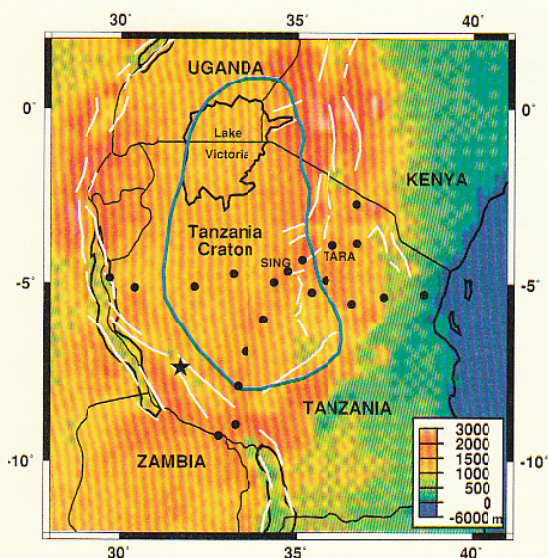 30° 35° 40°
UGANDA
0° 0°
Lake
Victoria
KENYA
Tanzania
Craton
SING TARA
-5° -5°
TANZANIA
ZAMBIA
-10° -10°
3000
2000
1500
1000
500
0
-6000 m
30° 35° 40°